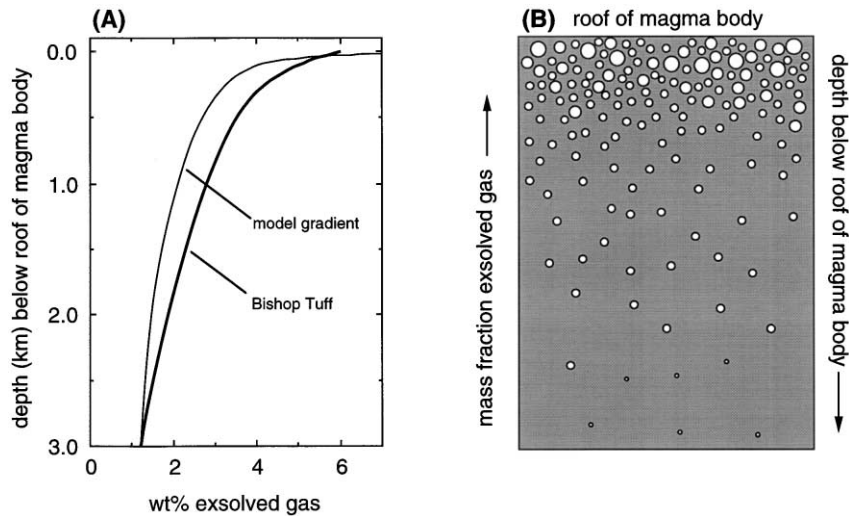 (A)
0.0
1.0
2.0
3.0
0
2
4
6
depth (km) below roof of magma body
wt% exsolved gas
model gradient
Bishop Tuff
(B)
roof of magma body
mass fraction exsolved gas
depth below roof of magma body